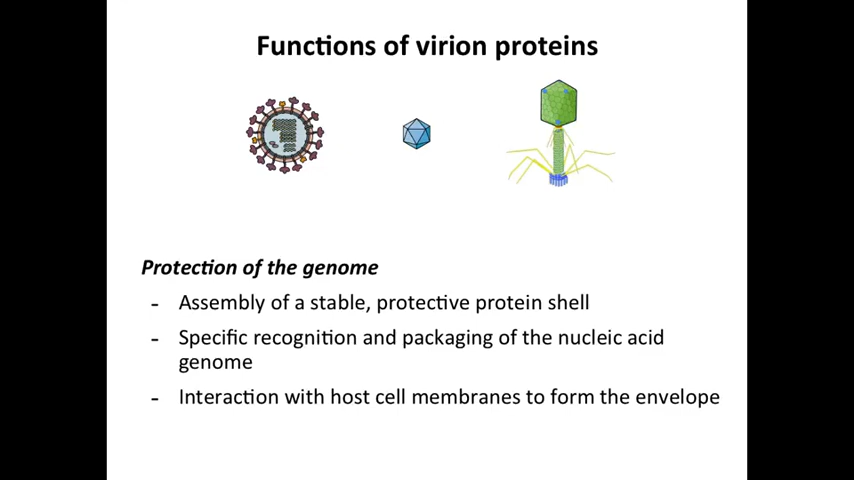 Functions of virion proteins
Protection of the genome
- Assembly of a stable, protective protein shell
- Specific recognition and packaging of the nucleic acid
genome
- Interaction with host cell membranes to form the envelope